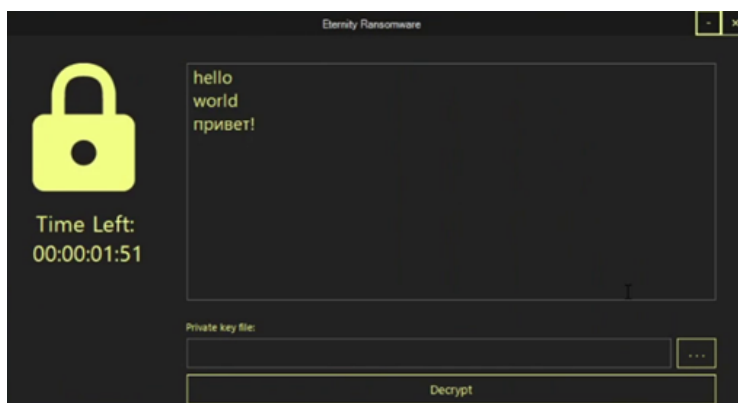 Eternity Ransomware
hello
world
привет!
Time Left:
00:00:01:51
Private key file:
...
Decrypt